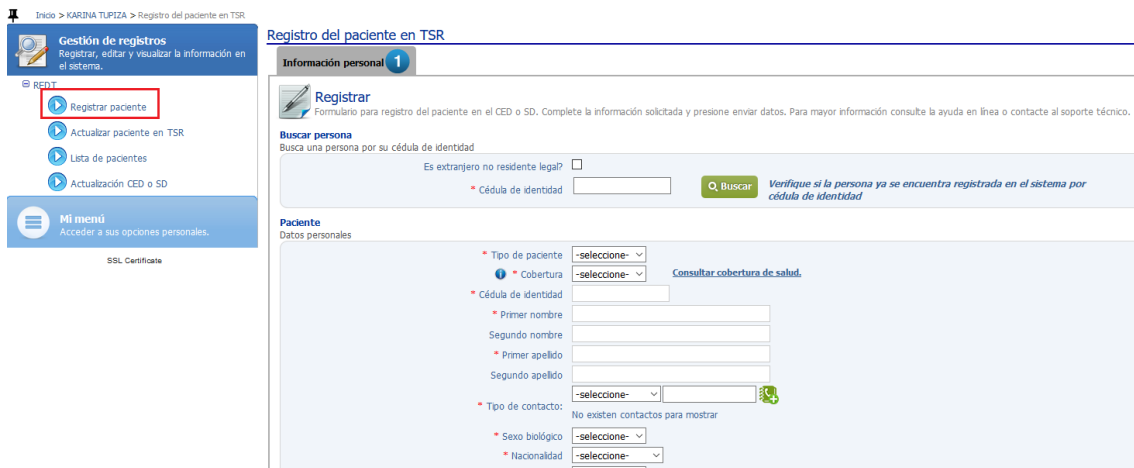 Inicio > KARINA TUPIZA > Registro del paciente en TSR
Gestión de registros
Registrar, editar y visualizar la información en
el sistema.
REDT
Registrar paciente
Actualizar paciente en TSR
Lista de pacientes
Actualización CED o SD
Mi menú
Acceder a sus opciones personales.
SSL Certificate
Registro del paciente en TSR
Información personal 1
Registrar
Formulario para registro del paciente en el CED o SD. Complete la información solicitada y presione enviar datos. Para mayor información consulte la ayuda en línea o contacte al soporte técnico.
Buscar persona
Busca una persona por su cédula de identidad
Es extranjero no residente legal?
* Cédula de identidad Buscar Verifique si la persona ya se encuentra registrada en el sistema por
cédula de identidad
Paciente
Datos personales
* Tipo de paciente -seleccione-
* Cobertura -seleccione- Consultar cobertura de salud.
* Cédula de identidad
* Primer nombre
Segundo nombre
* Primer apellido
Segundo apellido
-seleccione-
* Tipo de contacto:
No existen contactos para mostrar
* Sexo biológico -seleccione-
* Nacionalidad -seleccione-